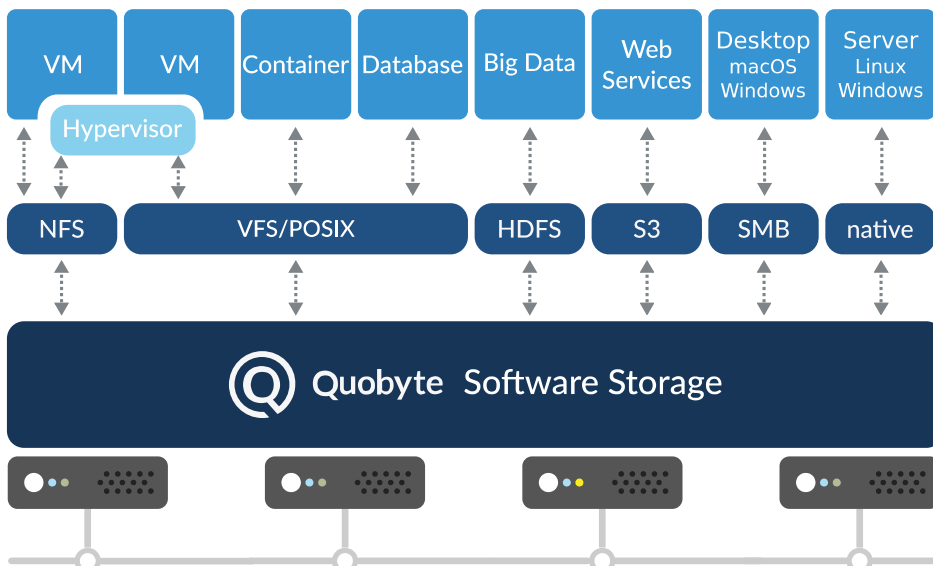 VM
VM
Container
Database
Big Data
Web
Services
Desktop
macOS
Windows
Server
Linux
Windows
Hypervisor
NFS
VFS/POSIX
HDFS
S3
SMB
native
Quobyte Software Storage